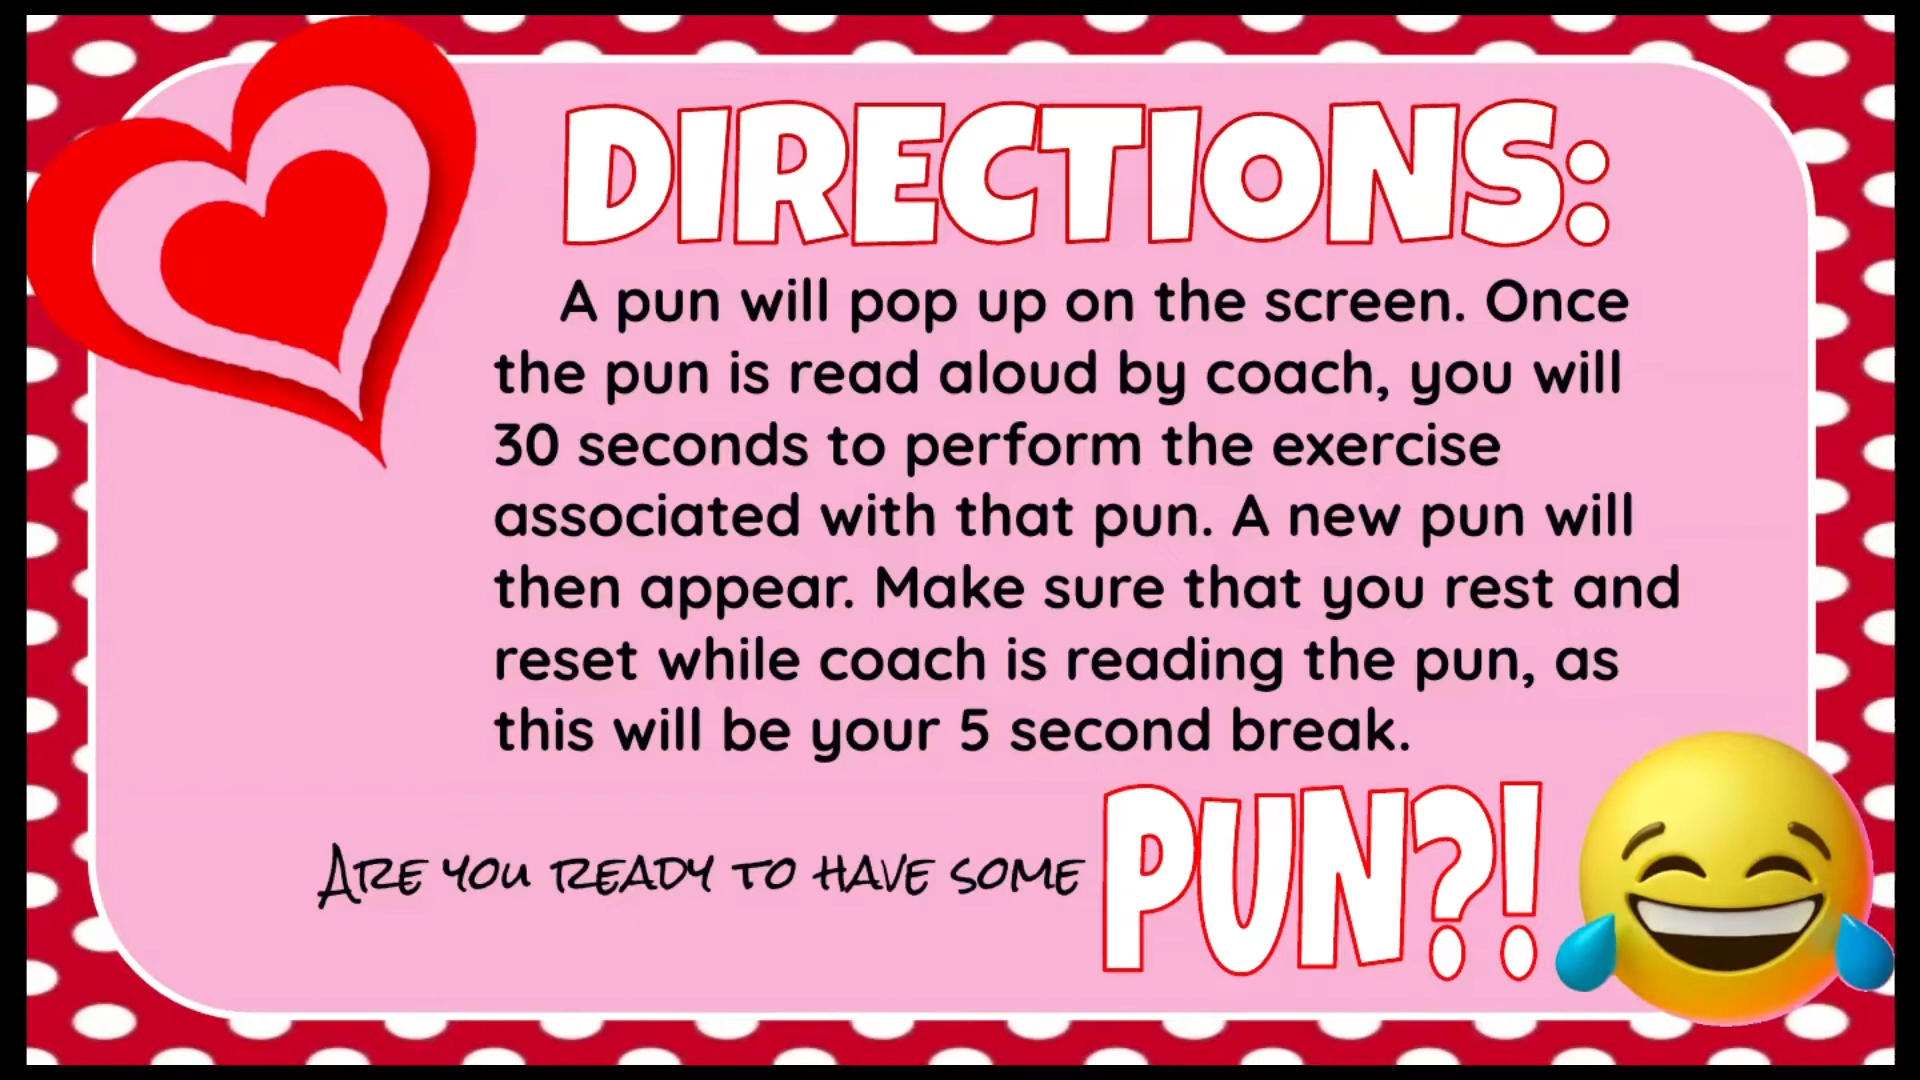 DIRECTIONS:
A pun will pop up on the screen. Once
the pun is read aloud by coach, you will
30 seconds to perform the exercise
associated with that pun. A new pun will
then appear. Make sure that you rest and
reset while coach is reading the pun, as
this will be your 5 second break.
ARE YOU READY TO HAVE SOME PUN?!